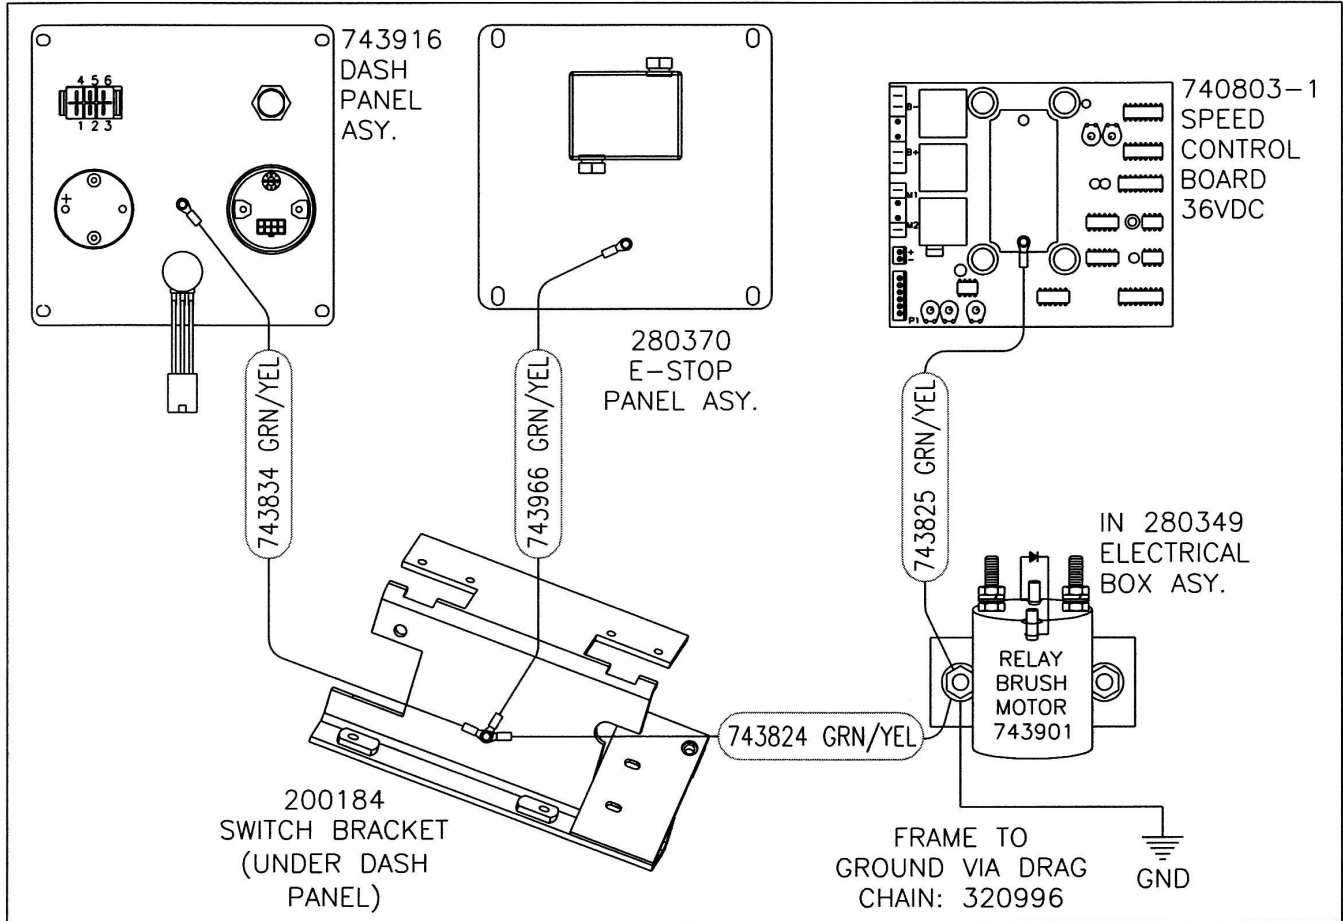 743916
DASH
PANEL
ASY.
4 5 6
1 2 3
+
280370
E-STOP
PANEL ASY.
740803-1
SPEED
CONTROL
BOARD
36VDC
B-
B+
M1
M2
+
-
P1
743834 GRN/YEL
743966 GRN/YEL
743825 GRN/YEL
IN 280349
ELECTRICAL
BOX ASY.
RELAY
BRUSH
MOTOR
743901
743824 GRN/YEL
200184
SWITCH BRACKET
(UNDER DASH
PANEL)
FRAME TO
GROUND VIA DRAG
CHAIN: 320996
GND